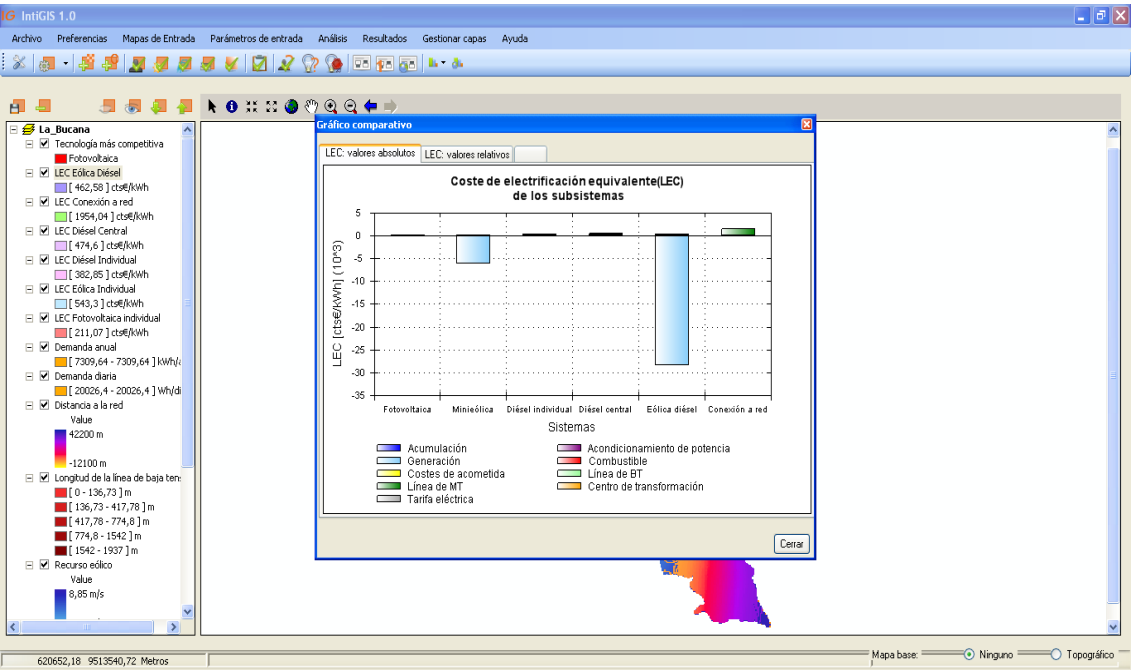 IntiGIS 1.0
Archivo Preferencias Mapas de Entrada Parámetros de entrada Análisis Resultados Gestionar capas Ayuda
La_Bucana
Tecnología más competitiva
Fotovoltaica
LEC Eólica Diésel
[ 462,58 ] cts€/kWh
LEC Conexión a red
[ 1954,04 ] cts€/kWh
LEC Diésel Central
[ 474,6 ] cts€/kWh
LEC Diésel Individual
[ 382,85 ] cts€/kWh
LEC Eólica Individual
[ 543,3 ] cts€/kWh
LEC Fotovoltaica individual
[ 211,07 ] cts€/kWh
Demanda anual
[ 7309,64 - 7309,64 ] kWh/a
Demanda diaria
[ 20026,4 - 20026,4 ] Wh/di
Distancia a la red
Value
42200 m
-12100 m
Longitud de la línea de baja ten
[ 0 - 136,73 ] m
[ 136,73 - 417,78 ] m
[ 417,78 - 774,8 ] m
[ 774,8 - 1542 ] m
[ 1542 - 1937 ] m
Recurso eólico
Value
8,85 m/s
Gráfico comparativo
LEC: valores absolutos LEC: valores relativos
Coste de electrificación equivalente(LEC)
de los subsistemas
LEC [cts€/kWh] (10^3)
5
0
-5
-10
-15
-20
-25
-30
-35
Fotovoltaica Minieólica Diésel individual Diésel central Eólica diésel Conexión a red
Sistemas
Acumulación Acondicionamiento de potencia
Generación Combustible
Costes de acometida Línea de BT
Línea de MT Centro de transformación
Tarifa eléctrica
Cerrar
620652,18 9513540,72 Metros
Mapa base: Ninguno Topográfico